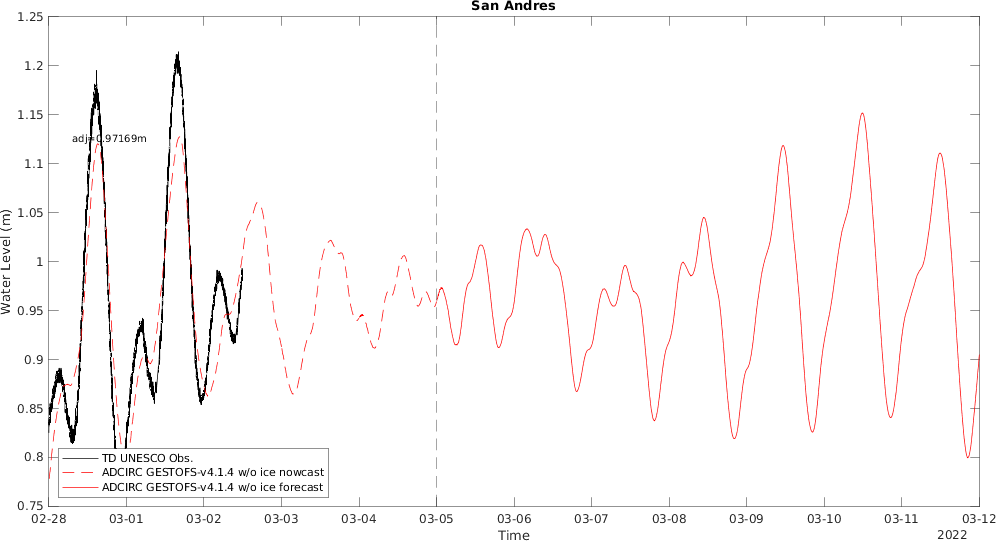 San Andres
1.25
1.2
1.15
1.1
1.05
1
0.95
0.9
0.85
0.8
0.75
Water Level (m)
adj=0.97169m
TD UNESCO Obs.
ADCIRC GESTOFS-v4.1.4 w/o ice nowcast
ADCIRC GESTOFS-v4.1.4 w/o ice forecast
02-28 03-01 03-02 03-03 03-04 03-05 03-06 03-07 03-08 03-09 03-10 03-11 03-12
Time
2022